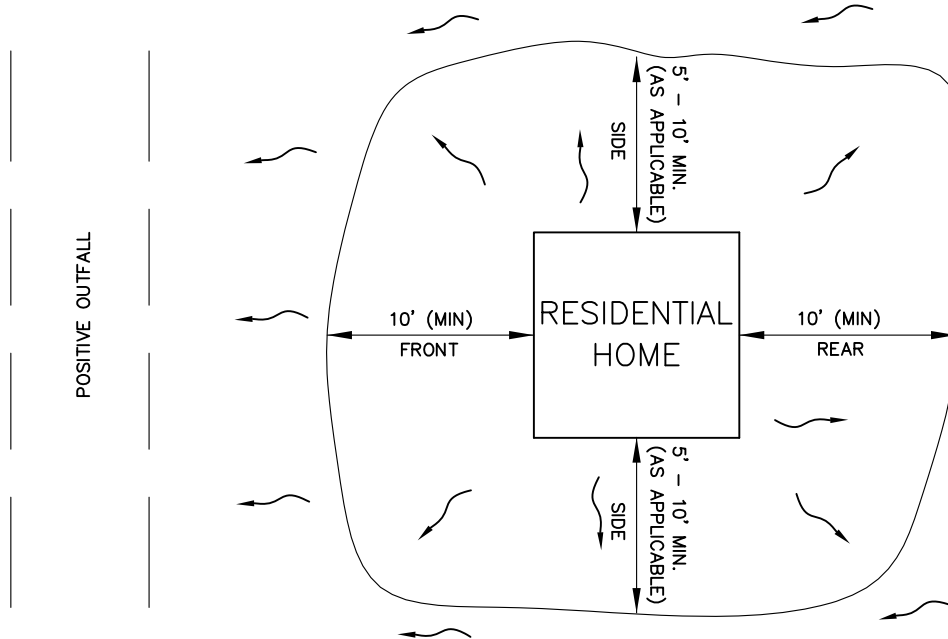 5' - 10' MIN.
(AS APPLICABLE)
SIDE
POSITIVE OUTFALL
10' (MIN)
FRONT
RESIDENTIAL
HOME
10' (MIN)
REAR
5' - 10' MIN.
(AS APPLICABLE)
SIDE